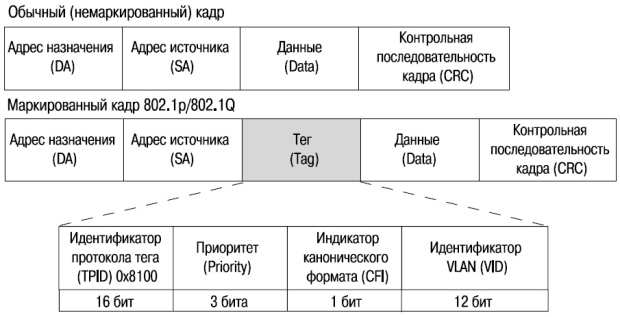 Обычный (немаркированный) кадр
Адрес назначения
(DA)
Адрес источника
(SA)
Данные
(Data)
Контрольная
последовательность
кадра (CRC)
Маркированный кадр 802.1p/802.1Q
Адрес назначения
(DA)
Адрес источника
(SA)
Тег
(Tag)
Данные
(Data)
Контрольная
последовательность
кадра (CRC)
Идентификатор
протокола тега
(TPID) 0x8100
Приоритет
(Priority)
Индикатор
канонического
формата (CFI)
Идентификатор
VLAN (VID)
16 бит
3 бита
1 бит
12 бит